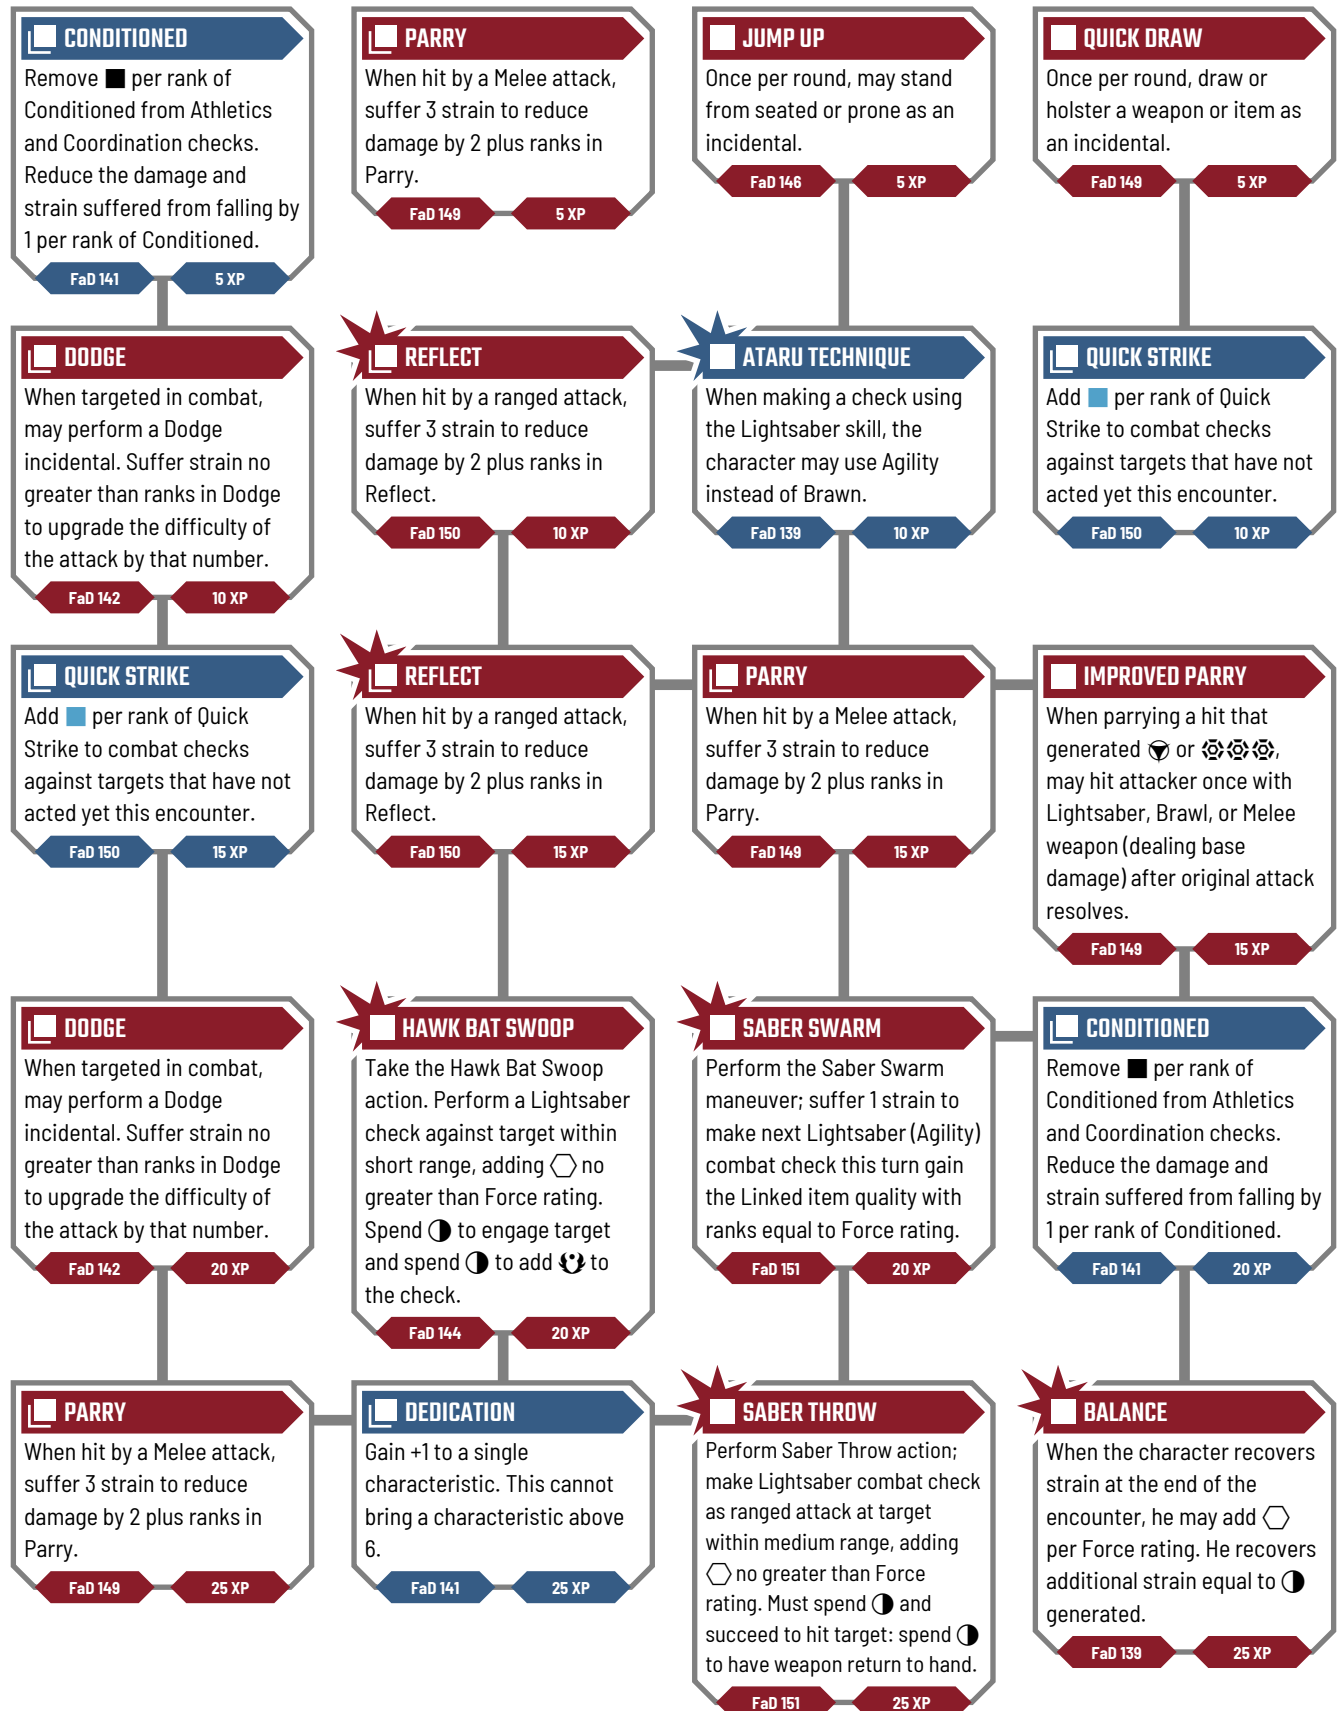 CONDITIONED
Remove per rank of
Conditioned from Athletics
and Coordination checks.
Reduce the damage and
strain suffered from falling by
1 per rank of Conditioned.
FaD 141 5 XP
PARRY
When hit by a Melee attack,
suffer 3 strain to reduce
damage by 2 plus ranks in
Parry.
FaD 149 5 XP
JUMP UP
Once per round, may stand
from seated or prone as an
incidental.
FaD 146 5 XP
QUICK DRAW
Once per round, draw or
holster a weapon or item as
an incidental.
FaD 149 5 XP
DODGE
When targeted in combat,
may perform a Dodge
incidental. Suffer strain no
greater than ranks in Dodge
to upgrade the difficulty of
the attack by that number.
FaD 142 10 XP
REFLECT
When hit by a ranged attack,
suffer 3 strain to reduce
damage by 2 plus ranks in
Reflect.
FaD 150 10 XP
ATARU TECHNIQUE
When making a check using
the Lightsaber skill, the
character may use Agility
instead of Brawn.
FaD 139 10 XP
QUICK STRIKE
Add per rank of Quick
Strike to combat checks
against targets that have not
acted yet this encounter.
FaD 150 10 XP
QUICK STRIKE
Add per rank of Quick
Strike to combat checks
against targets that have not
acted yet this encounter.
FaD 150 15 XP
REFLECT
When hit by a ranged attack,
suffer 3 strain to reduce
damage by 2 plus ranks in
Reflect.
FaD 150 15 XP
PARRY
When hit by a Melee attack,
suffer 3 strain to reduce
damage by 2 plus ranks in
Parry.
FaD 149 15 XP
IMPROVED PARRY
When parrying a hit that
generated or ,
may hit attacker once with
Lightsaber, Brawl, or Melee
weapon (dealing base
damage) after original attack
resolves.
FaD 149 15 XP
DODGE
When targeted in combat,
may perform a Dodge
incidental. Suffer strain no
greater than ranks in Dodge
to upgrade the difficulty of
the attack by that number.
FaD 142 20 XP
HAWK BAT SWOOP
Take the Hawk Bat Swoop
action. Perform a Lightsaber
check against target within
short range, adding no
greater than Force rating.
Spend to engage target
and spend to add to
the check.
FaD 144 20 XP
SABER SWARM
Perform the Saber Swarm
maneuver; suffer 1 strain to
make next Lightsaber (Agility)
combat check this turn gain
the Linked item quality with
ranks equal to Force rating.
FaD 151 20 XP
CONDITIONED
Remove per rank of
Conditioned from Athletics
and Coordination checks.
Reduce the damage and
strain suffered from falling by
1 per rank of Conditioned.
FaD 141 20 XP
PARRY
When hit by a Melee attack,
suffer 3 strain to reduce
damage by 2 plus ranks in
Parry.
FaD 149 25 XP
DEDICATION
Gain +1 to a single
characteristic. This cannot
bring a characteristic above
6.
FaD 141 25 XP
SABER THROW
Perform Saber Throw action;
make Lightsaber combat check
as ranged attack at target
within medium range, adding
no greater than Force
rating. Must spend and
succeed to hit target: spend
to have weapon return to hand.
FaD 151 25 XP
BALANCE
When the character recovers
strain at the end of the
encounter, he may add
per Force rating. He recovers
additional strain equal to
generated.
FaD 139 25 XP